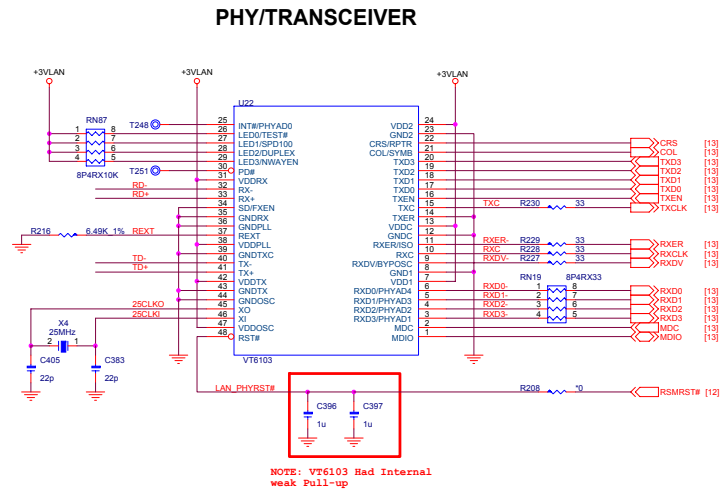 PHY/TRANSCEIVER
+3VLAN
+3VLAN
+3VLAN
U22
RN87
1 8
2 7
3 6
4 5
8P4RX10K
T248
T251
25 INT#/PHYAD0
26 LED0/TEST#
27 LED1/SPD100
28 LED2/DUPLEX
29 LED3/NWAYEN
30 PD#
31 VDDRX
RD- 32 RX-
RD+ 33 RX+
34 SD/FXEN
35 GNDRX
36 GNDPLL
R216 6.49K_1% REXT 37 REXT
38 VDDPLL
39 GNDTXC
TD- 40 TX-
TD+ 41 TX+
42 VDDTX
43 GNDTX
44 GNDOSC
25CLKO 45 XO
25CLKI 46 XI
47 VDDOSC
48 RST#
VT6103
VDD2 24
GND2 23
CRS/RPTR 22 CRS [13]
COL/SYMB 21 COL [13]
TXD3 20 TXD3 [13]
TXD2 19 TXD2 [13]
TXD1 18 TXD1 [13]
TXD0 17 TXD0 [13]
TXEN 16 TXEN [13]
TXC 15 TXC R230 33 TXCLK [13]
TXER 14
VDDC 13
GNDC 12
RXER/ISO 11 RXER- R229 33 RXER [13]
RXC 10 RXC R228 33 RXCLK [13]
RXDV/BYPOSC 9 RXDV- R227 33 RXDV [13]
GND1 8
VDD1 7
RN19 8P4RX33
RXD0/PHYAD4 6 RXD0- 1 8 RXD0 [13]
RXD1/PHYAD3 5 RXD1- 2 7 RXD1 [13]
RXD2/PHYAD2 4 RXD2- 3 6 RXD2 [13]
RXD3/PHYAD1 3 RXD3- 4 5 RXD3 [13]
MDC 2 MDC [13]
MDIO 1 MDIO [13]
X4
25MHz
2 1
C405
22p
C383
22p
LAN_PHYRST#
R208 *0 RSMRST# [12]
C396
1u
C397
1u
NOTE: VT6103 Had Internal
weak Pull-up